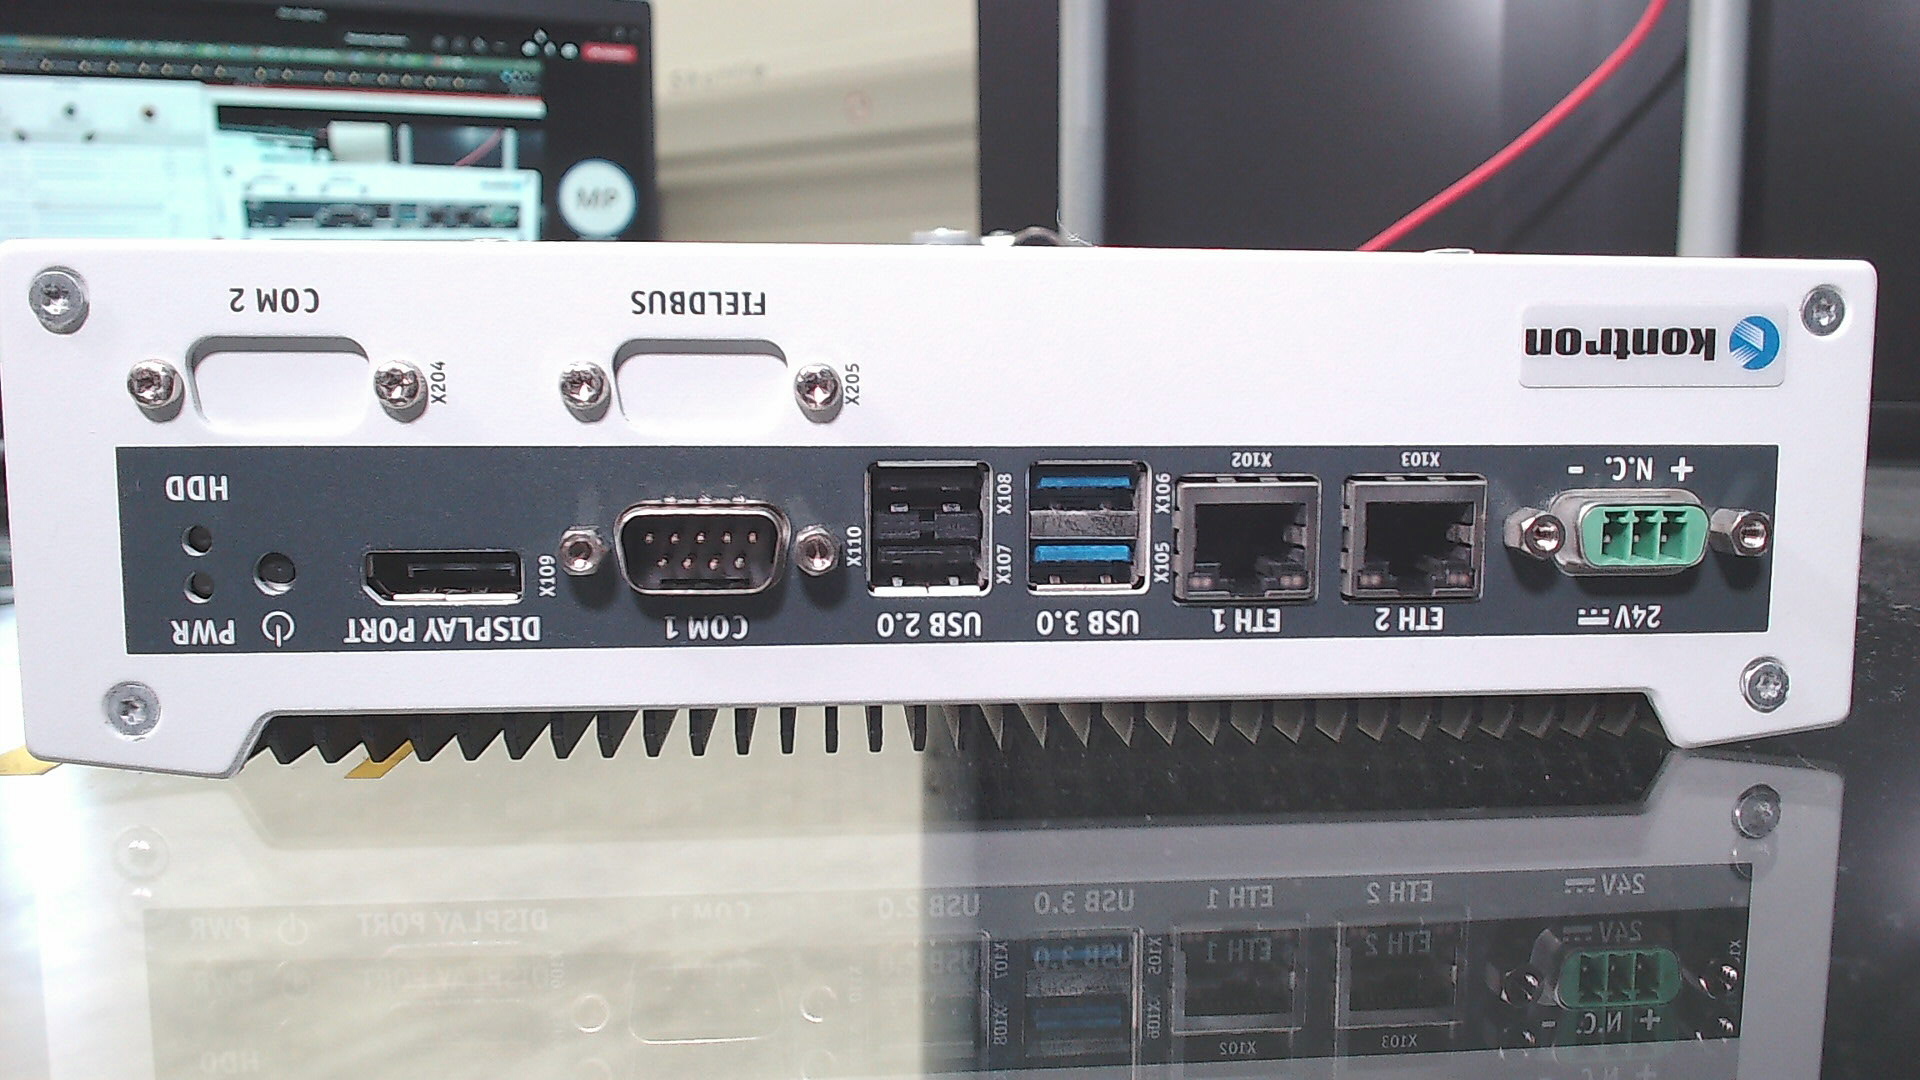 24V
ETH 2
ETH 1
USB 3.0
USB 2.0
COM 1
DISPLAY PORT
PWR
X105
X107
X109
X106
X108
X110
HDD
+ N.C. -
X103
X102
kontron
X205
X204
FIELDBUS
COM 2
MP